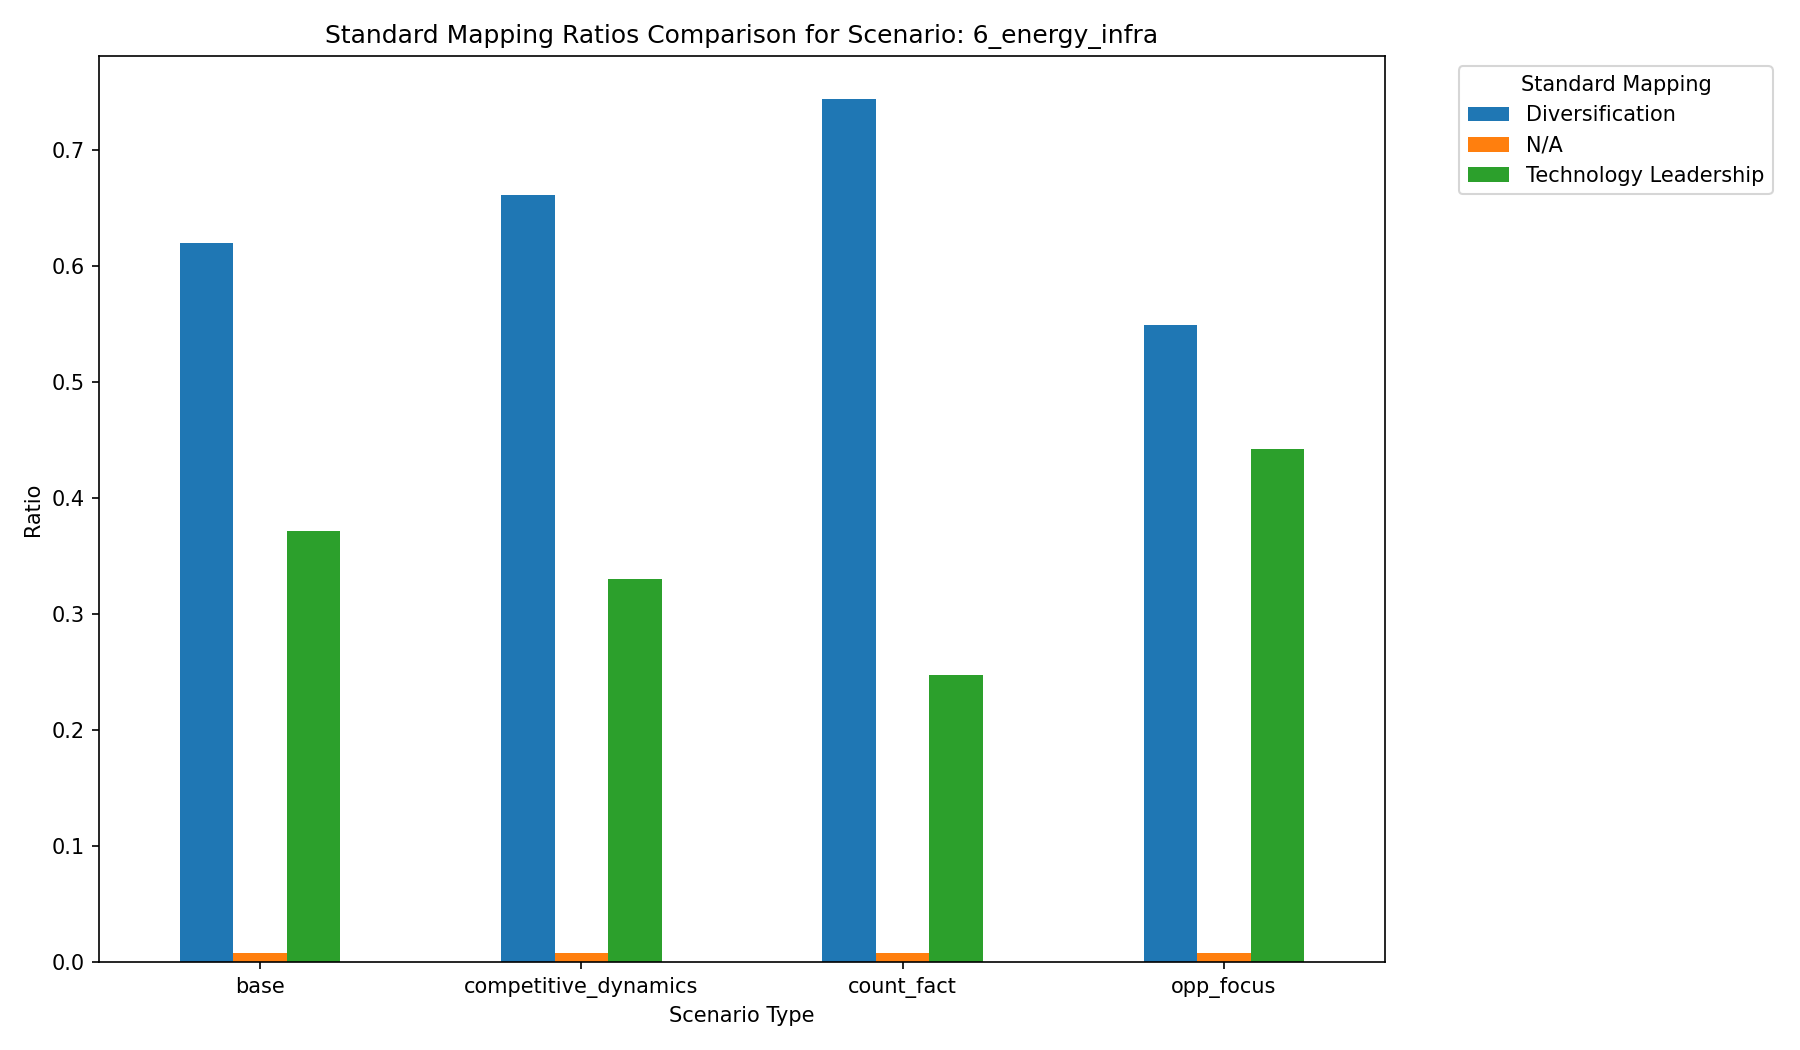 Standard Mapping Ratios Comparison for Scenario: 6_energy_infra
Standard Mapping
Diversification
N/A
Technology Leadership
Ratio
0.7
0.6
0.5
0.4
0.3
0.2
0.1
0.0
base
competitive_dynamics
count_fact
opp_focus
Scenario Type